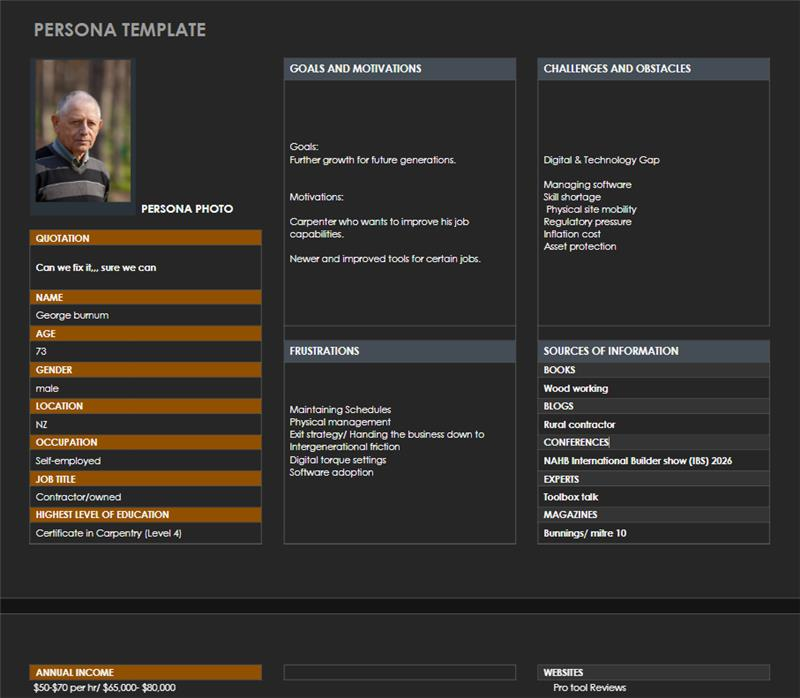 PERSONA TEMPLATE
PERSONA PHOTO
QUOTATION
Can we fix it,,, sure we can
NAME
George burnum
AGE
73
GENDER
male
LOCATION
NZ
OCCUPATION
Self-employed
JOB TITLE
Contractor/owned
HIGHEST LEVEL OF EDUCATION
Certificate in Carpentry (Level 4)
GOALS AND MOTIVATIONS
Goals:
Further growth for future generations.
Motivations:
Carpenter who wants to improve his job
capabilities.
Newer and improved tools for certain jobs.
FRUSTRATIONS
Maintaining Schedules
Physical management
Exit strategy/ Handing the business down to
Intergenerational friction
Digital torque settings
Software adoption
CHALLENGES AND OBSTACLES
Digital & Technology Gap
Managing software
Skill shortage
Physical site mobility
Regulatory pressure
Inflation cost
Asset protection
SOURCES OF INFORMATION
BOOKS
Wood working
BLOGS
Rural contractor
CONFERENCES
NAHB International Builder show (IBS) 2026
EXPERTS
Toolbox talk
MAGAZINES
Bunnings/ mitre 10
ANNUAL INCOME
$50-$70 per hr/ $65,000- $80,000
WEBSITES
Pro tool Reviews